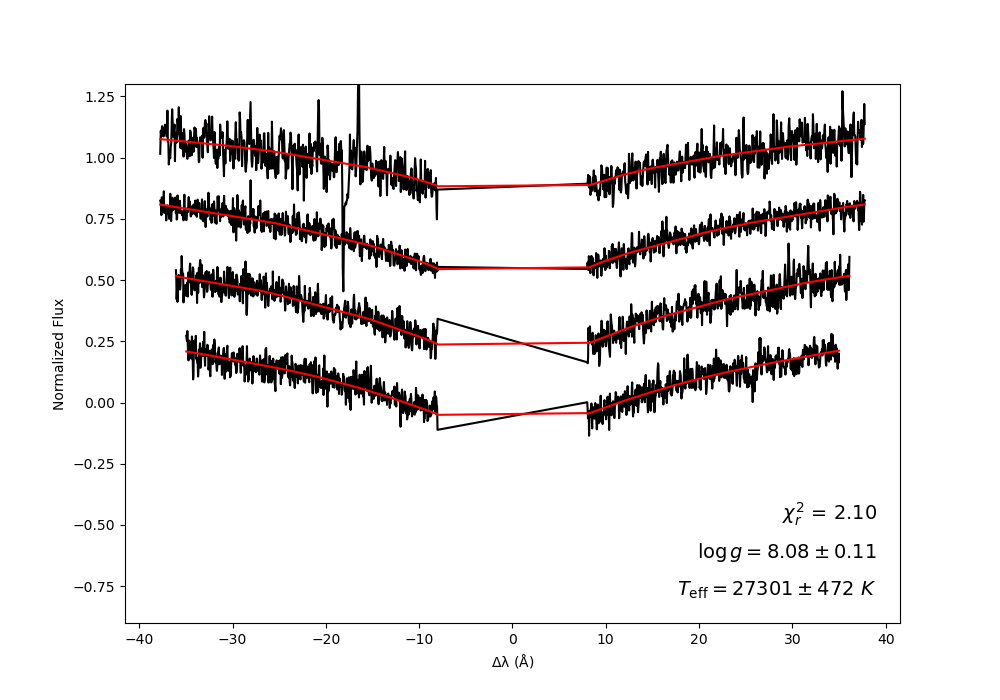 1.25
1.00
0.75
0.50
0.25
0.00
−0.25
−0.50
−0.75
Normalized Flux
χ²ᵣ = 2.10
log g = 8.08 ± 0.11
T_eff = 27301 ± 472 K
−40 −30 −20 −10 0 10 20 30 40
Δλ (Å)